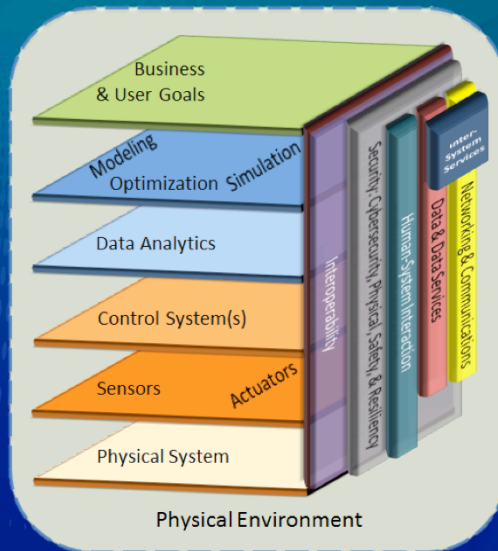 Business
& User Goals
Modeling
Optimization
Simulation
Data Analytics
Control System(s)
Sensors
Actuators
Physical System
Interoperability
Security: Cybersecurity, Physical, Safety, & Resiliency
Human-System Interaction
Data & Data Services
Networking & Communications
Inter-
System
Services
Physical Environment